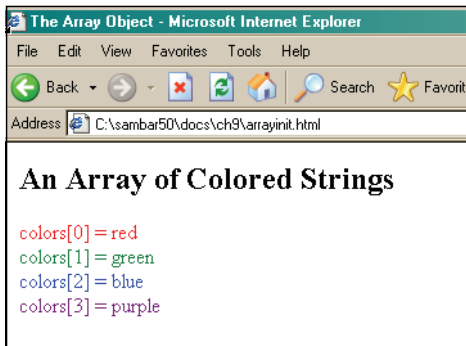 The Array Object - Microsoft Internet Explorer
File Edit View Favorites Tools Help
Back Search Favorit
Address C:\sambar50\docs\ch9\arrayinit.html
An Array of Colored Strings
colors[0] = red
colors[1] = green
colors[2] = blue
colors[3] = purple